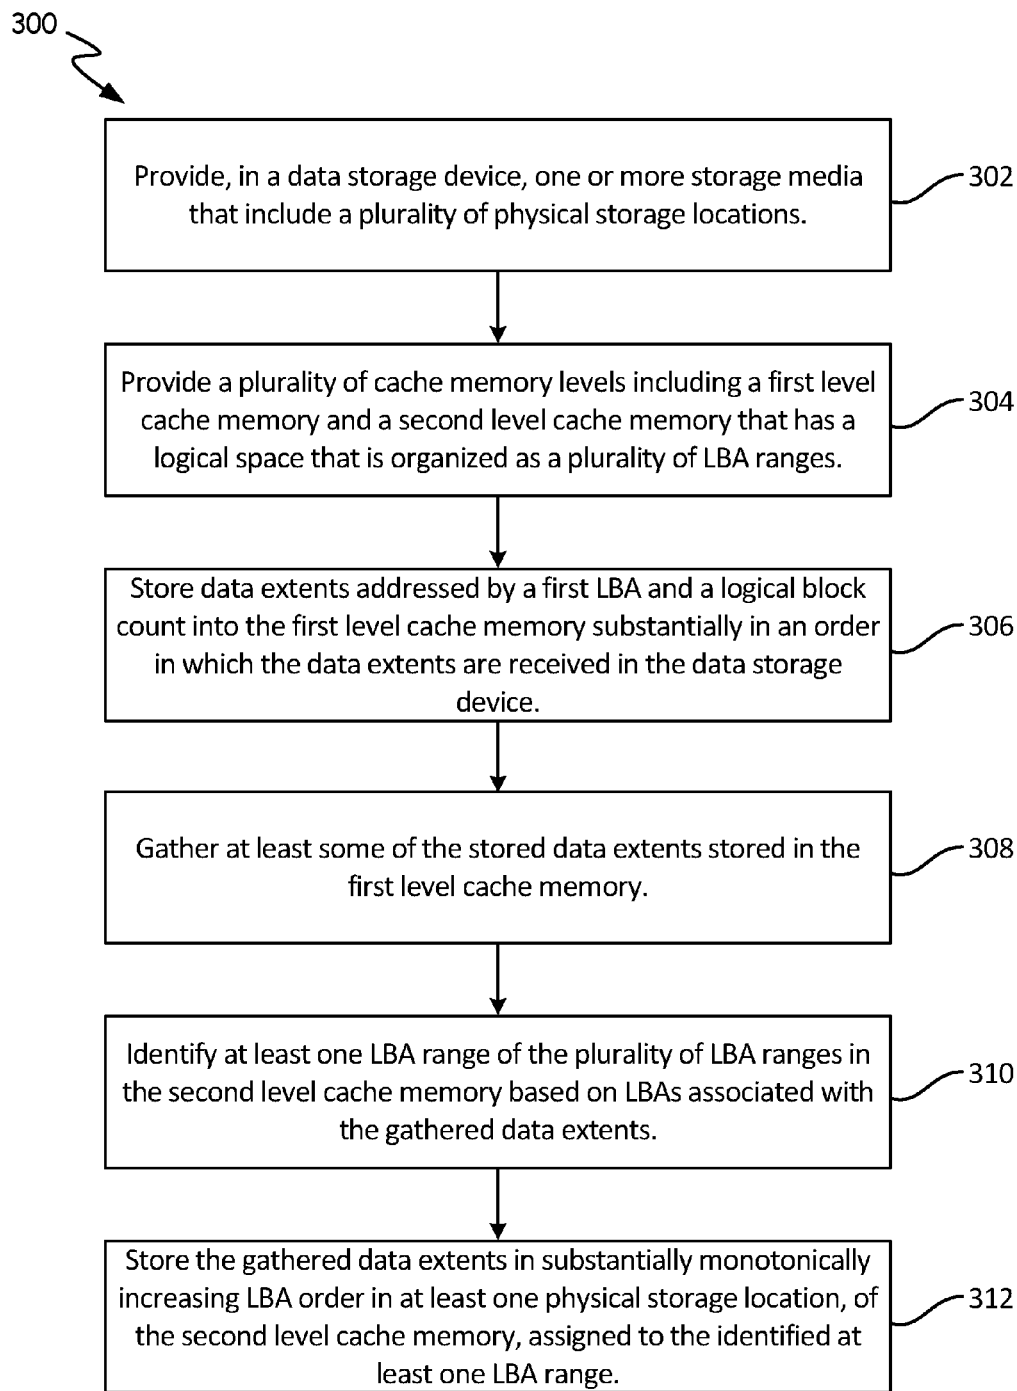 300
Provide, in a data storage device, one or more storage media
that include a plurality of physical storage locations.
302
Provide a plurality of cache memory levels including a first level
cache memory and a second level cache memory that has a
logical space that is organized as a plurality of LBA ranges.
304
Store data extents addressed by a first LBA and a logical block
count into the first level cache memory substantially in an order
in which the data extents are received in the data storage
device.
306
Gather at least some of the stored data extents stored in the
first level cache memory.
308
Identify at least one LBA range of the plurality of LBA ranges in
the second level cache memory based on LBAs associated with
the gathered data extents.
310
Store the gathered data extents in substantially monotonically
increasing LBA order in at least one physical storage location, of
the second level cache memory, assigned to the identified at
least one LBA range.
312